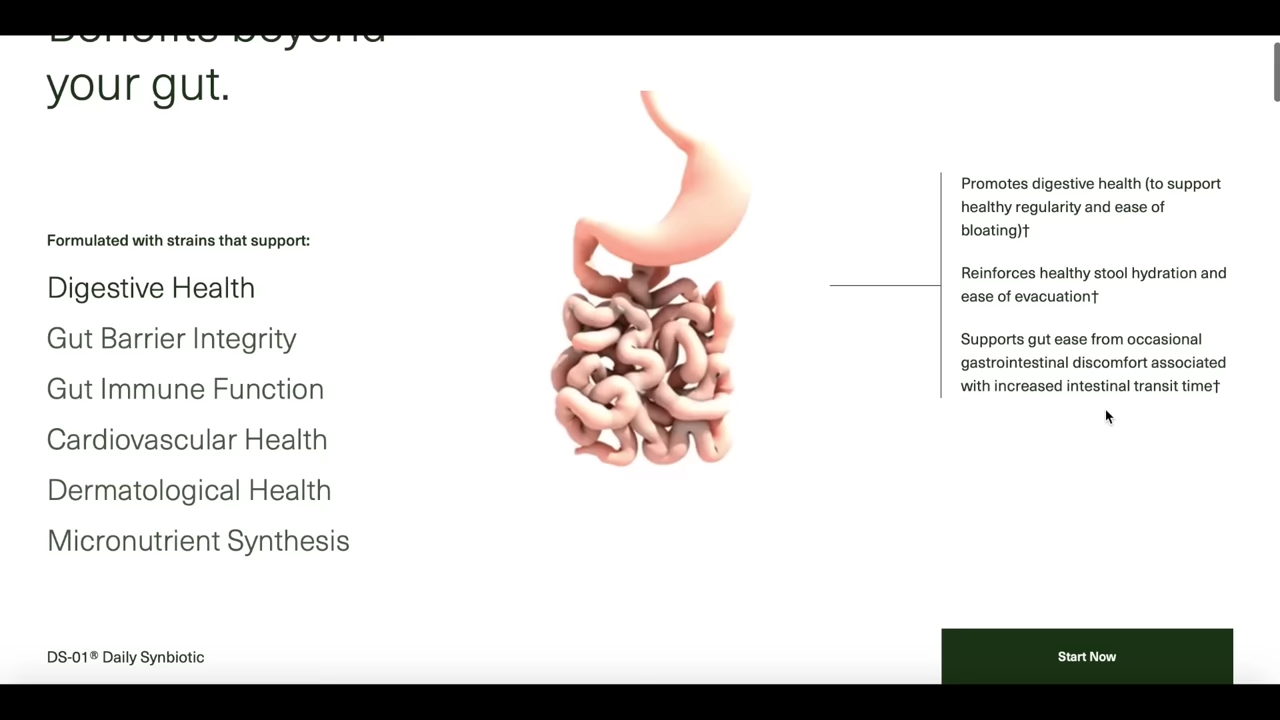 Benefits beyond
your gut.
Formulated with strains that support:
Digestive Health
Gut Barrier Integrity
Gut Immune Function
Cardiovascular Health
Dermatological Health
Micronutrient Synthesis
Promotes digestive health (to support
healthy regularity and ease of
bloating)†
Reinforces healthy stool hydration and
ease of evacuation†
Supports gut ease from occasional
gastrointestinal discomfort associated
with increased intestinal transit time†
DS-01® Daily Synbiotic
Start Now